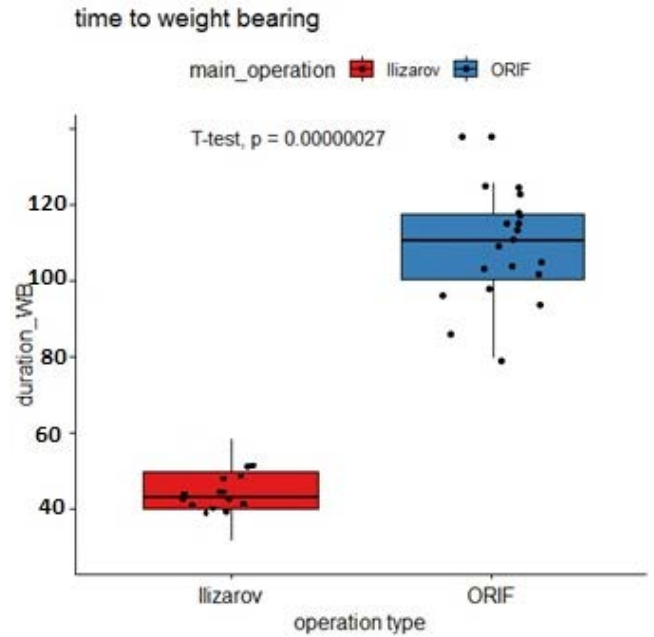 time to weight bearing
main_operation Ilizarov ORIF
T-test, p = 0.00000027
120
100
80
60
40
duration_WB
Ilizarov ORIF
operation type